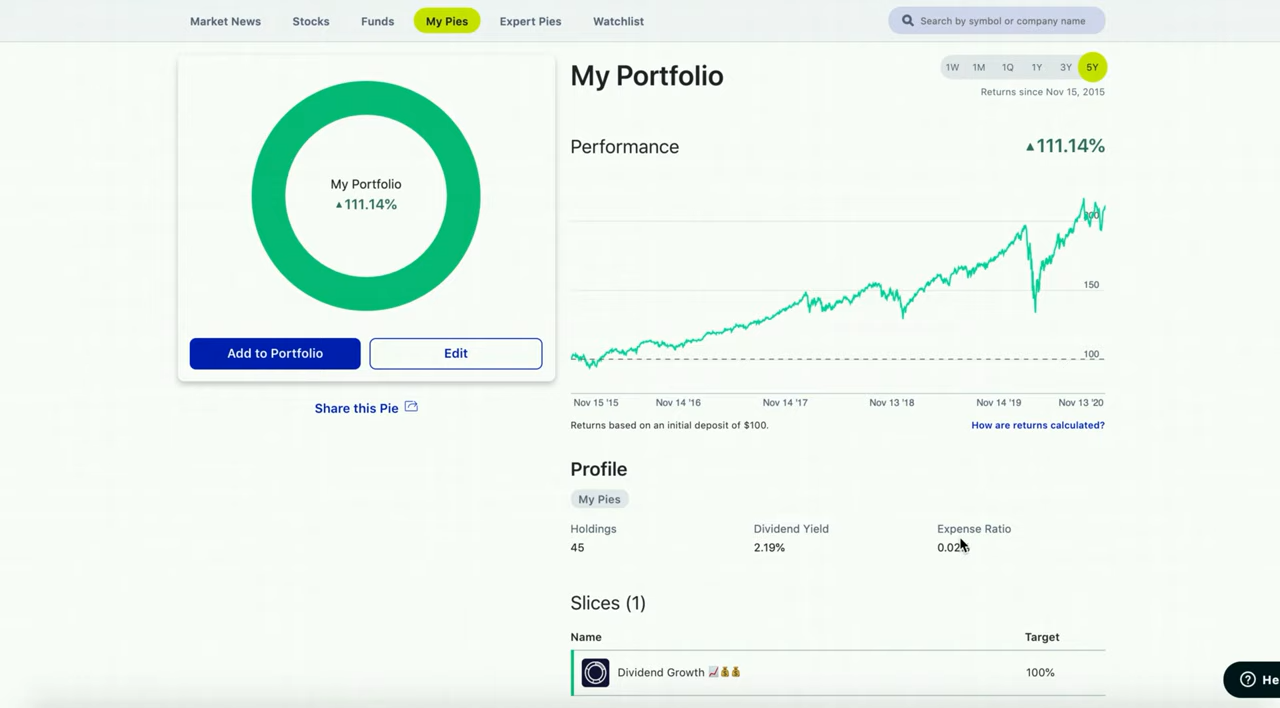 Market News Stocks Funds My Pies Expert Pies Watchlist Search by symbol or company name
My Portfolio
1W 1M 1Q 1Y 3Y 5Y
Returns since Nov 15, 2015
Performance
▲111.14%
My Portfolio
▲111.14%
Add to Portfolio Edit
Share this Pie
200
150
100
Nov 15 '15 Nov 14 '16 Nov 14 '17 Nov 13 '18 Nov 14 '19 Nov 13 '20
Returns based on an initial deposit of $100. How are returns calculated?
Profile
My Pies
Holdings Dividend Yield Expense Ratio
45 2.19% 0.02%
Slices (1)
Name Target
Dividend Growth 📈💰💰 100%